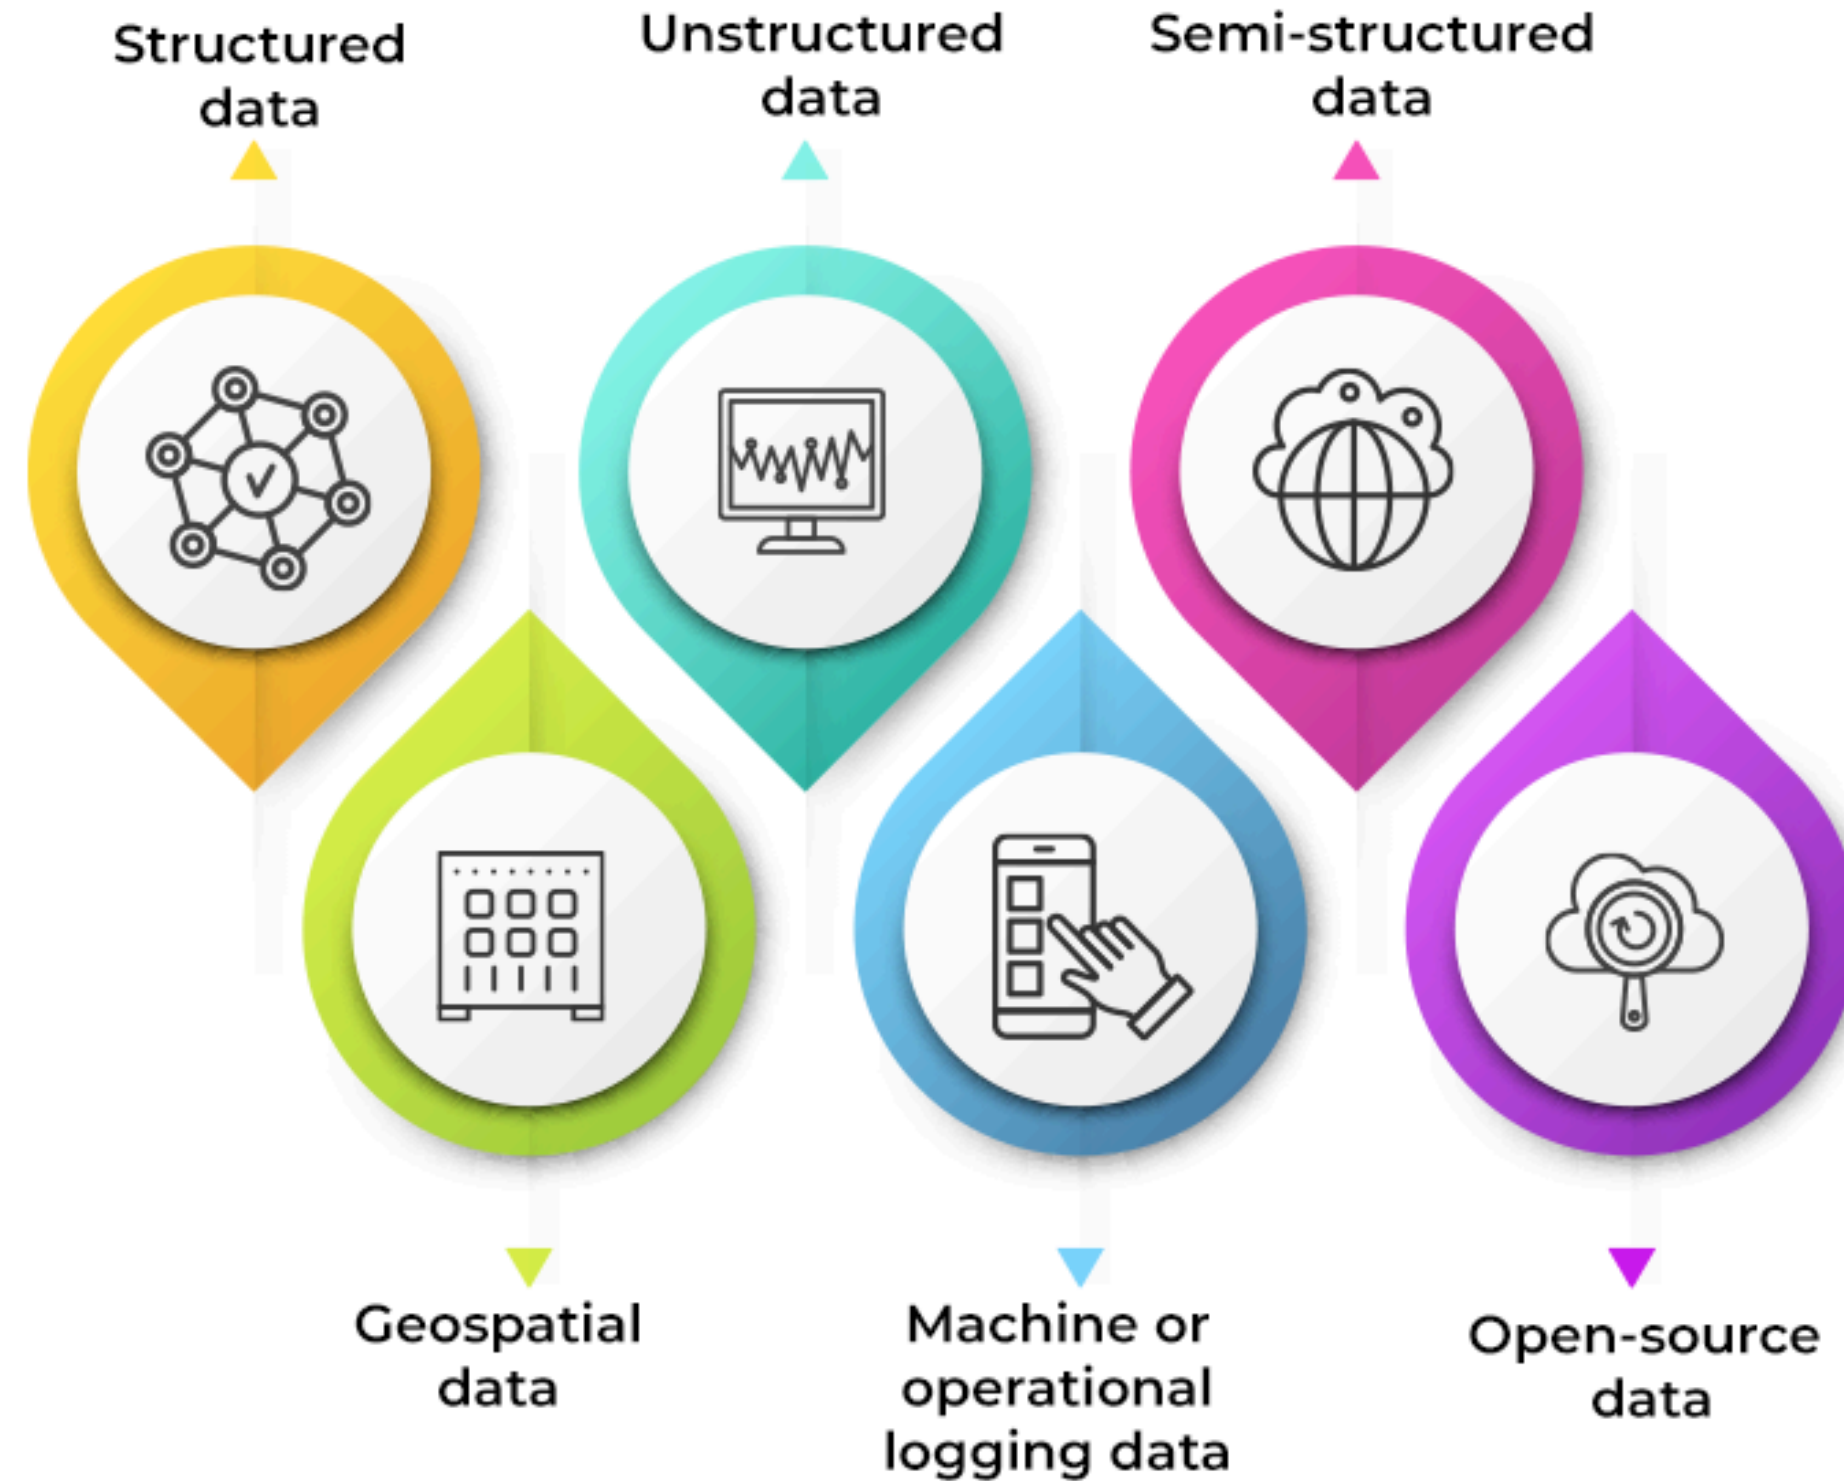 Structured
data
Unstructured
data
Semi-structured
data
Geospatial
data
Machine or
operational
logging data
Open-source
data